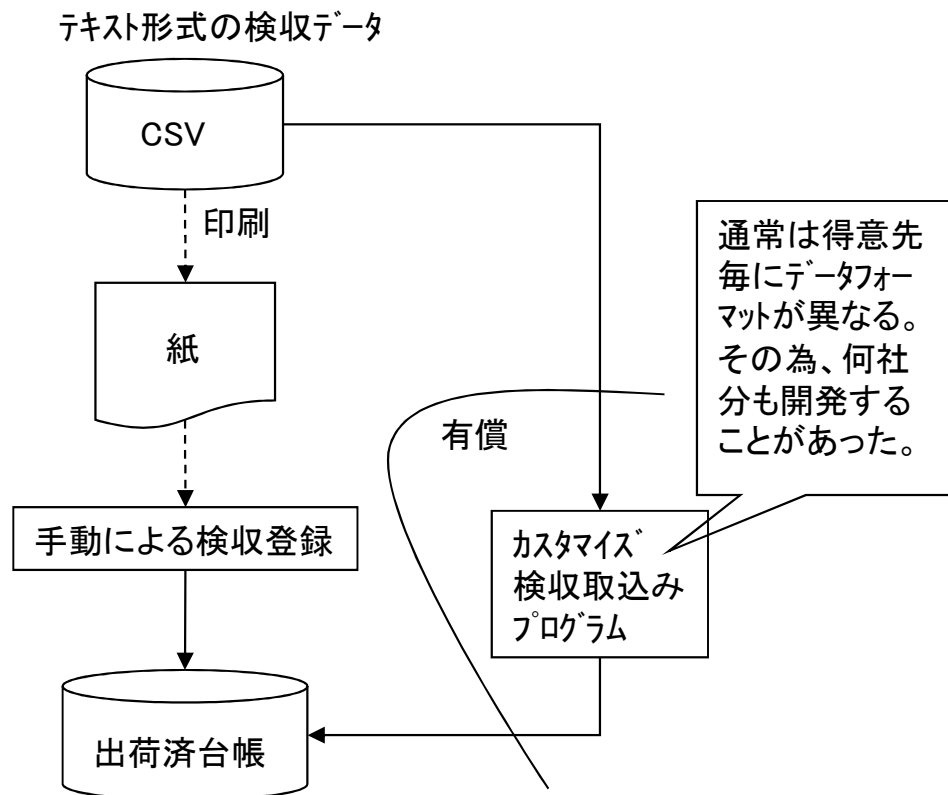 ﾃｷｽﾄ形式の検収ﾃﾞｰﾀ
CSV
印刷
紙
手動による検収登録
出荷済台帳
有償
通常は得意先
毎にﾃﾞｰﾀﾌｫｰ
ﾏｯﾄが異なる。
その為、何社
分も開発する
ことがあった。
ｶｽﾀﾏｲｽﾞ
検収取込み
ﾌﾟﾛｸﾞﾗﾑ